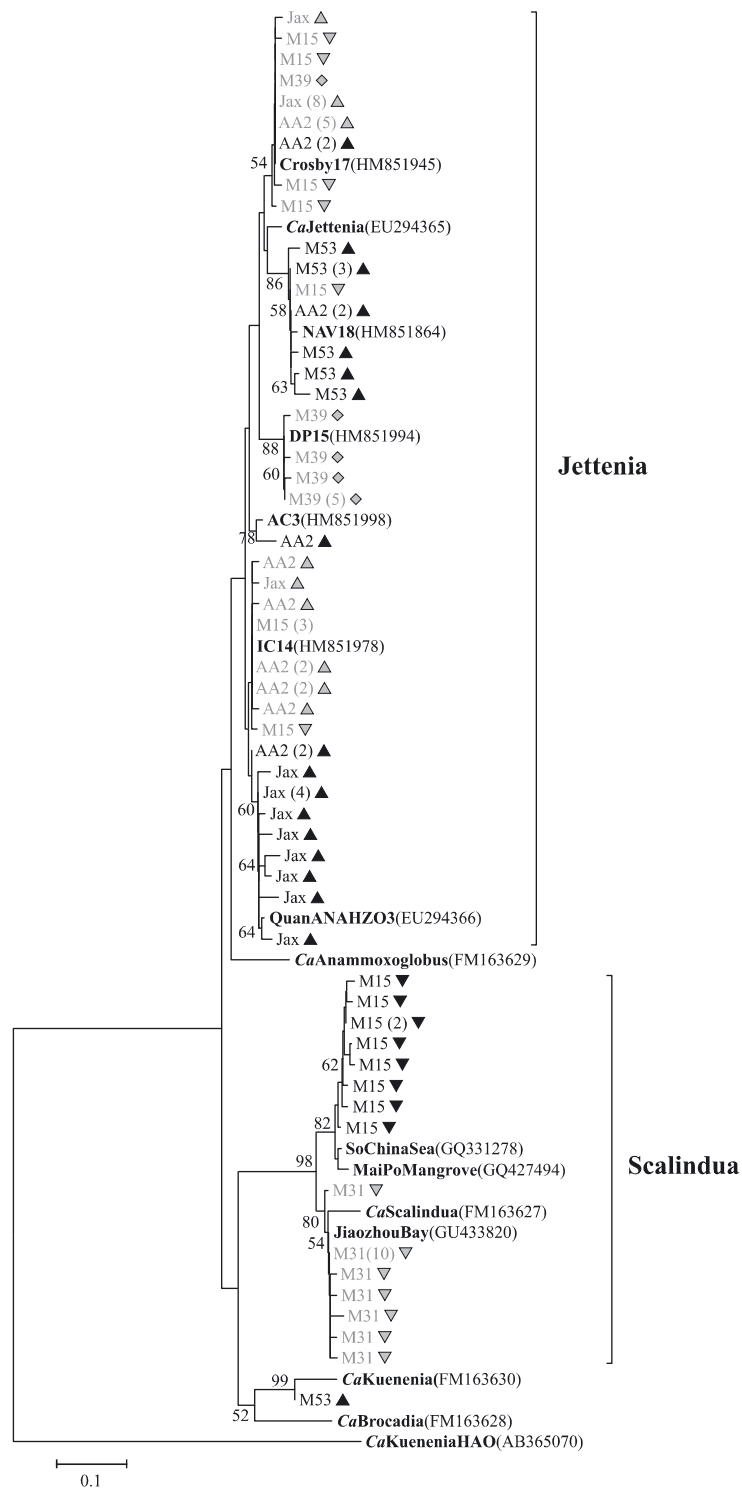 Jax
M15
M15
M39
Jax (8)
AA2 (5)
AA2 (2)
54
Crosby17(HM851945)
M15
M15
CaJettenia(EU294365)
M53
M53 (3)
86
M15
58
AA2 (2)
NAV18(HM851864)
M53
M53
63
M53
M39
DP15(HM851994)
88
M39
Jettenia
60
M39
M39 (5)
AC3(HM851998)
78
AA2
AA2
Jax
AA2
M15 (3)
IC14(HM851978)
AA2 (2)
AA2 (2)
AA2
M15
AA2 (2)
Jax
Jax (4)
60
Jax
Jax
Jax
64
Jax
Jax
QuanANAHZO3(EU294366)
64
Jax
CaAnammoxoglobus(FM163629)
M15
M15
M15 (2)
M15
62
M15
M15
M15
82
M15
SoChinaSea(GQ331278)
98
MaiPoMangrove(GQ427494)
Scalindua
M31
80
CaScalindua(FM163627)
JiaozhouBay(GU433820)
54
M31(10)
M31
M31
M31
M31
M31
99
CaKuenenia(FM163630)
M53
52
CaBrocadia(FM163628)
CaKueneniaHAO(AB365070)
0.1